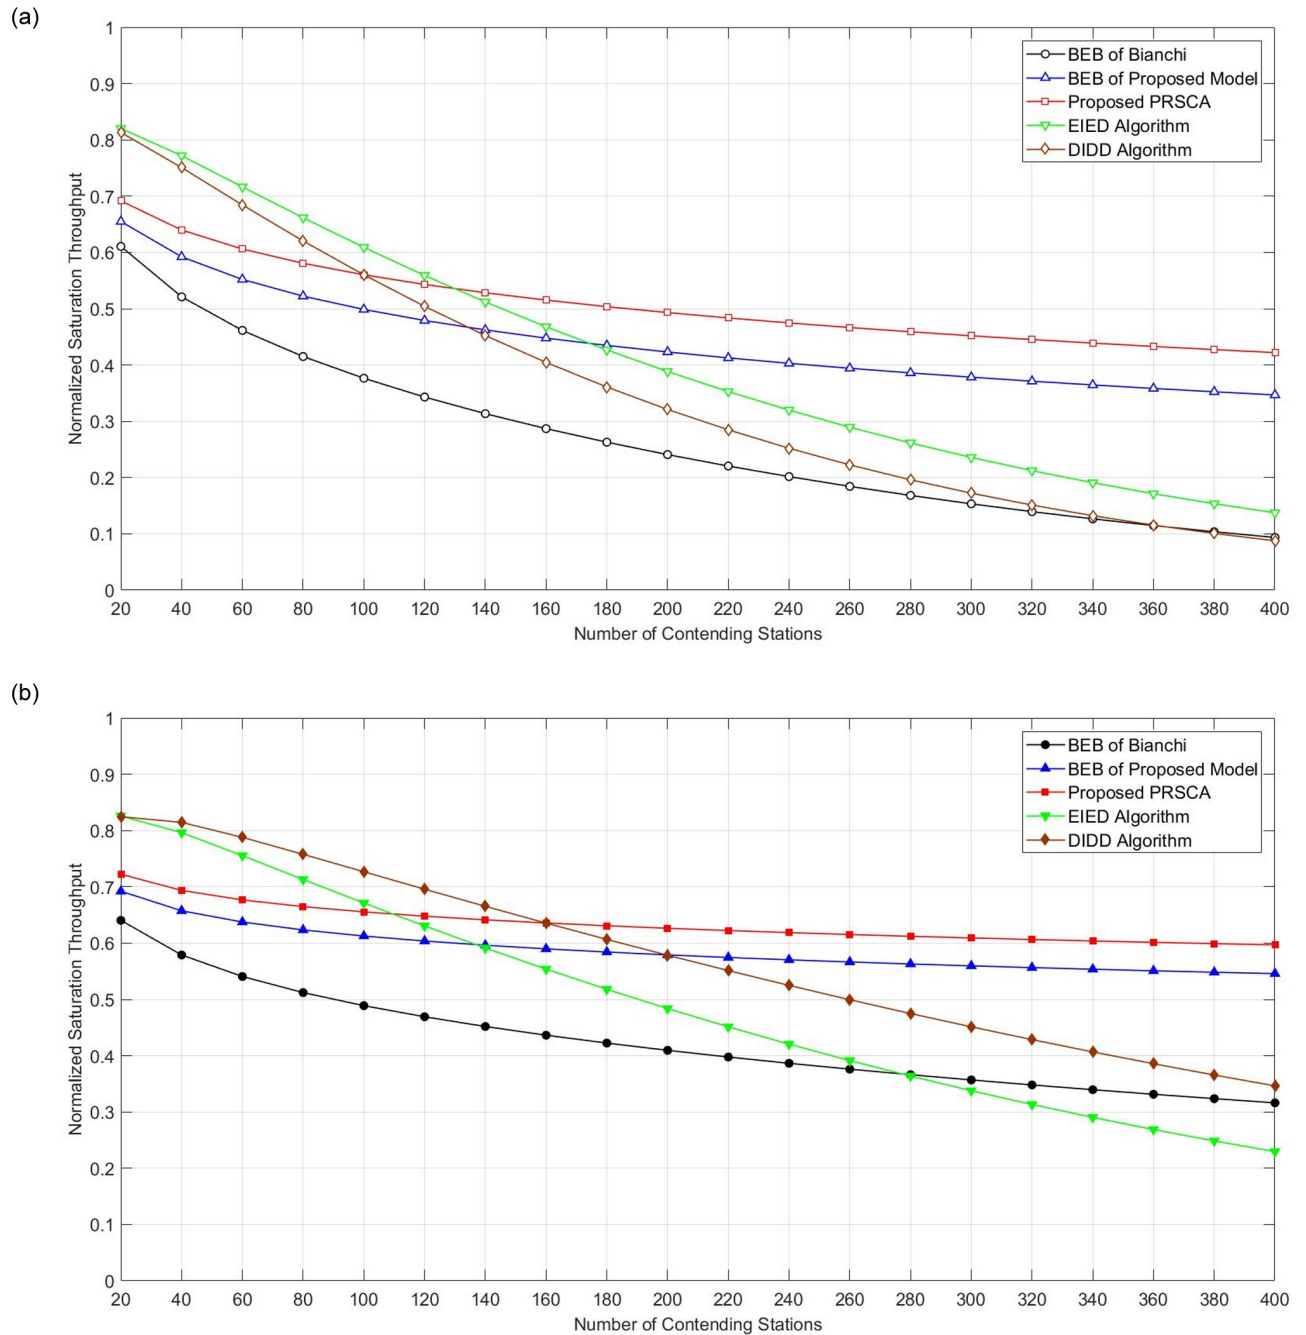 (a)
1
0.9
0.8
0.7
0.6
0.5
0.4
0.3
0.2
0.1
0
Normalized Saturation Throughput
BEB of Bianchi
BEB of Proposed Model
Proposed PRSCA
EIED Algorithm
DIDD Algorithm
20 40 60 80 100 120 140 160 180 200 220 240 260 280 300 320 340 360 380 400
Number of Contending Stations
(b)
1
0.9
0.8
0.7
0.6
0.5
0.4
0.3
0.2
0.1
0
Normalized Saturation Throughput
BEB of Bianchi
BEB of Proposed Model
Proposed PRSCA
EIED Algorithm
DIDD Algorithm
20 40 60 80 100 120 140 160 180 200 220 240 260 280 300 320 340 360 380 400
Number of Contending Stations